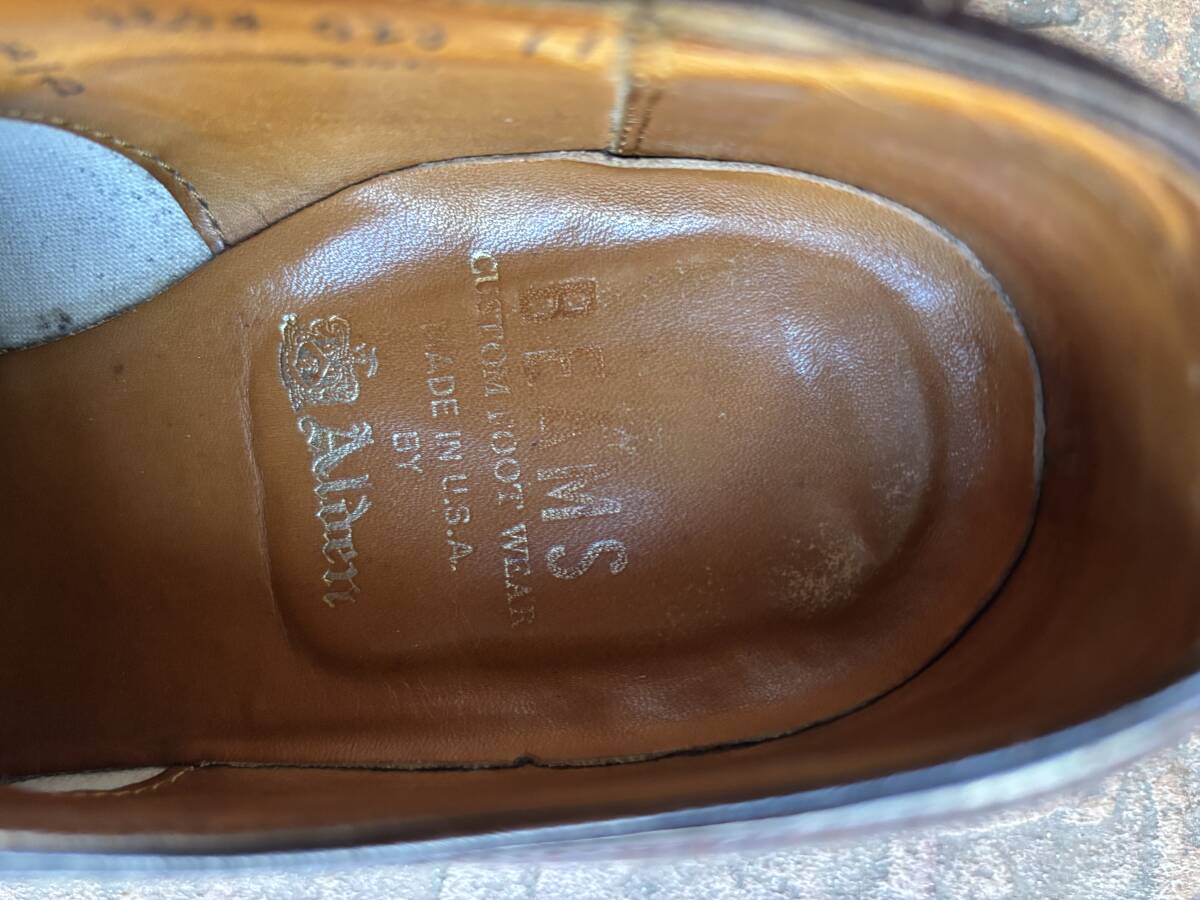 BEAMS
CUSTOM FOOT WEAR
MADE IN U.S.A.
BY
Alden